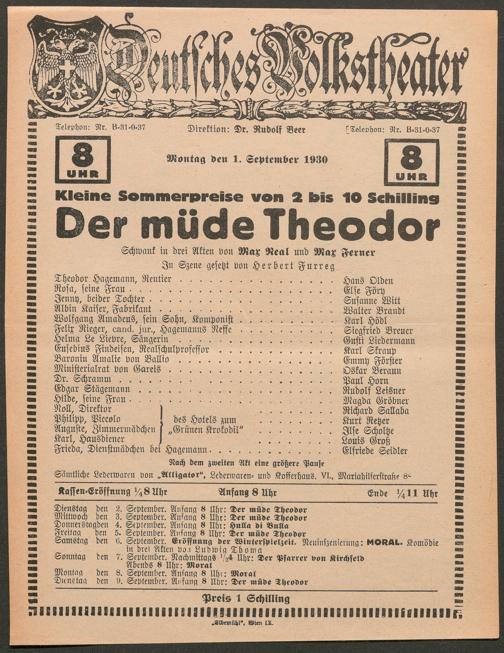 Deutsches Volkstheater
Telephon: Nr. B-31-0-37 Direktion: Dr. Rudolf Beer Telephon: Nr. B-31-0-37
8 UHR Montag den 1. September 1930 8 UHR
Kleine Sommerpreise von 2 bis 10 Schilling
Der müde Theodor
Schwank in drei Akten von Max Neal und Max Ferner
In Szene gesetzt von Herbert Furreg
Theodor Hagemann, Rentier Hans Olden
Rosa, seine Frau Else Föry
Jenny, beider Tochter Susanne Witt
Albin Kaiser, Fabrikant Walter Brandt
Wolfgang Amadeus, sein Sohn, Komponist Karl Hödl
Felix Rieger, cand. jur., Hagemanns Neffe Siegfried Breuer
Helma Le Lievre, Sängerin Gusti Liedermann
Eusebius Findeisen, Realschulprofessor Karl Skraup
Baronin Amalie von Ballio Emmy Förster
Ministerialrat von Gareis Oskar Beraun
Dr. Schramm Paul Horn
Edgar Stägemann Rudolf Leisner
Hilde, seine Frau Magda Gröbner
Noll, Direktor Richard Sallaba
Philipp, Piccolo } des Hotels zum Kurt Retzer
Auguste, Zimmermädchen „Grünen Krokodil" Ilse Scholtze
Karl, Hausdiener Louis Groß
Frieda, Dienstmädchen bei Hagemann Elfriede Seidler
Nach dem zweiten Akt eine größere Pause
Sämtliche Lederwaren von „Alligator", Lederwaren- und Kofferhaus, VI., Mariahilferstraße 8
Kassen-Eröffnung 1/2 8 Uhr Anfang 8 Uhr Ende 1/4 11 Uhr
Dienstag den 2. September. Anfang 8 Uhr: Der müde Theodor
Mittwoch den 3. September. Anfang 8 Uhr: Der müde Theodor
Donnerstag den 4. September. Anfang 8 Uhr: Hulla di Bulla
Freitag den 5. September. Anfang 8 Uhr: Der müde Theodor
Samstag den 6. September. Eröffnung der Winterspielzeit. Neuinszenierung: MORAL. Komödie
in drei Akten von Ludwig Thoma
Sonntag den 7. September. Nachmittags 1/2 4 Uhr: Der Pfarrer von Kirchfeld
Abends 8 Uhr: Moral
Montag den 8. September. Anfang 8 Uhr: Moral
Dienstag den 9. September. Anfang 8 Uhr: Der müde Theodor
Preis 1 Schilling
„Elbemühl", Wien IX.